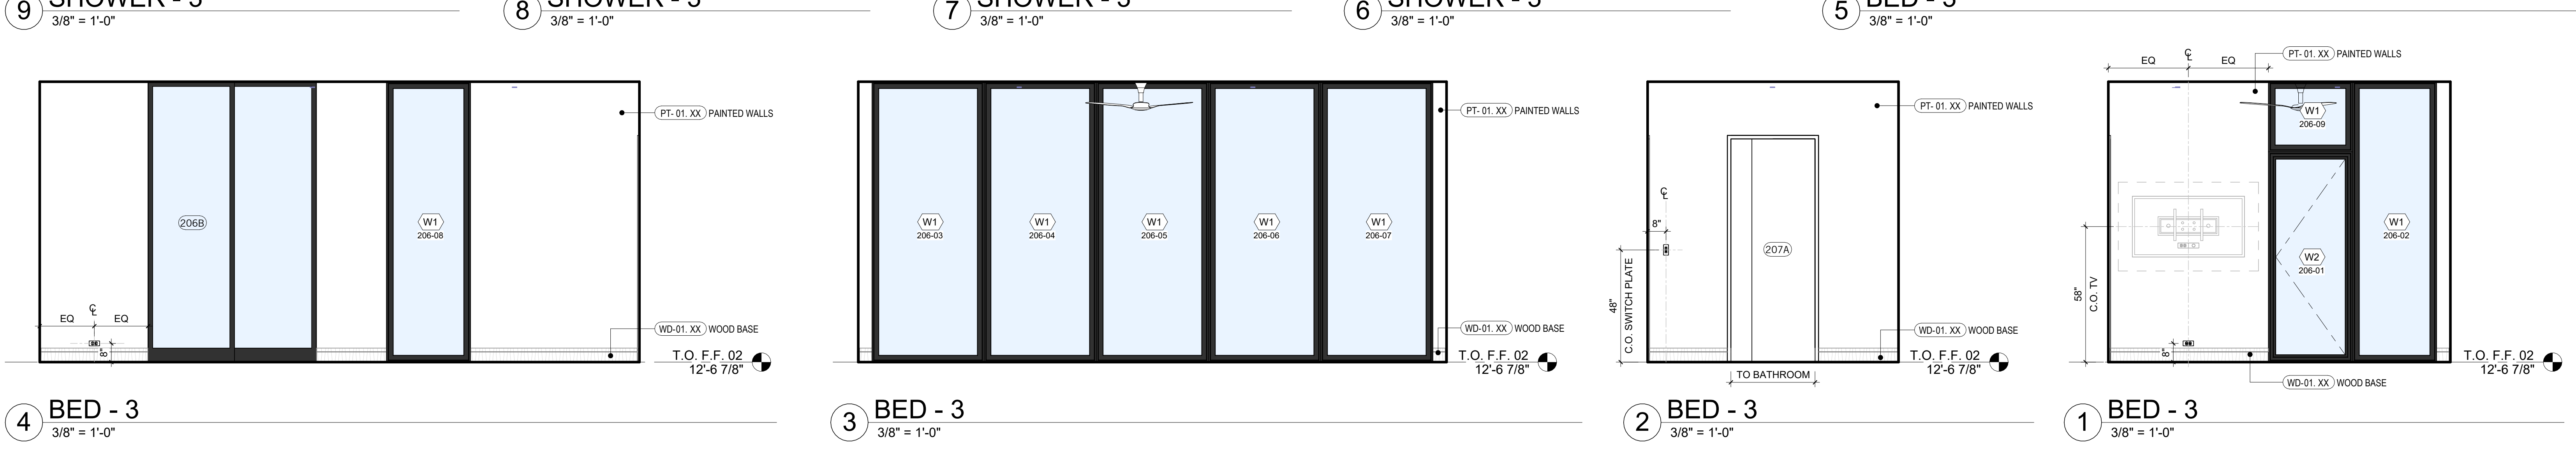 9 SHOWER - 3
3/8" = 1'-0"
8 SHOWER - 3
3/8" = 1'-0"
7 SHOWER - 3
3/8" = 1'-0"
6 SHOWER - 3
3/8" = 1'-0"
5 BED - 3
3/8" = 1'-0"
206B
W1
206-08
PT- 01. XX PAINTED WALLS
EQ
CL
EQ
8"
WD-01. XX WOOD BASE
T.O. F.F. 02
12'-6 7/8"
4 BED - 3
3/8" = 1'-0"
W1
206-03
W1
206-04
W1
206-05
W1
206-06
W1
206-07
PT- 01. XX PAINTED WALLS
WD-01. XX WOOD BASE
T.O. F.F. 02
12'-6 7/8"
3 BED - 3
3/8" = 1'-0"
PT- 01. XX PAINTED WALLS
CL
8"
48"
C.O. SWITCH PLATE
207A
WD-01. XX WOOD BASE
TO BATHROOM
T.O. F.F. 02
12'-6 7/8"
2 BED - 3
3/8" = 1'-0"
EQ
CL
EQ
PT- 01. XX PAINTED WALLS
W1
206-09
W1
206-02
W2
206-01
58"
C.O. TV
8"
WD-01. XX WOOD BASE
T.O. F.F. 02
12'-6 7/8"
1 BED - 3
3/8" = 1'-0"